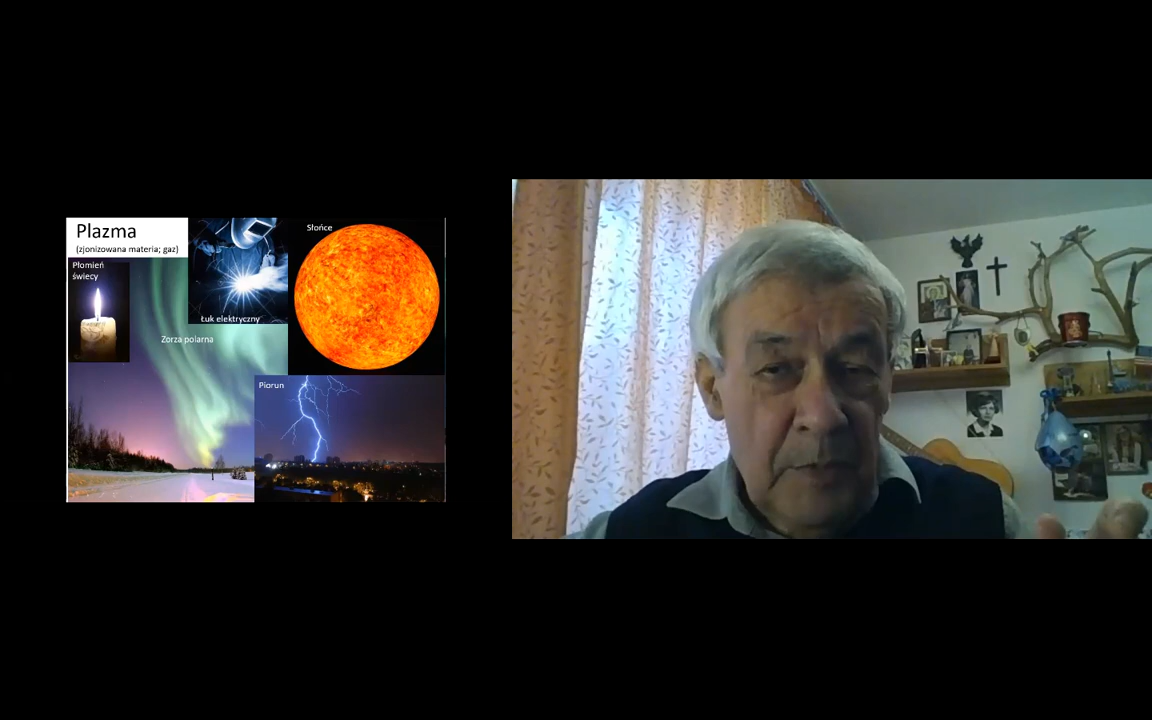 Plazma
(zjonizowana materia; gaz)
Płomień
świecy
Łuk elektryczny
Słońce
Zorza polarna
Piorun